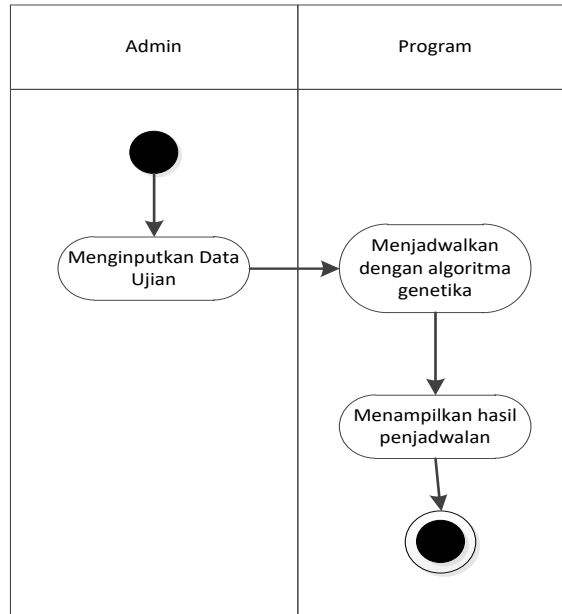 Admin
Program
Menginputkan Data
Ujian
Menjadwalkan
dengan algoritma
genetika
Menampilkan hasil
penjadwalan